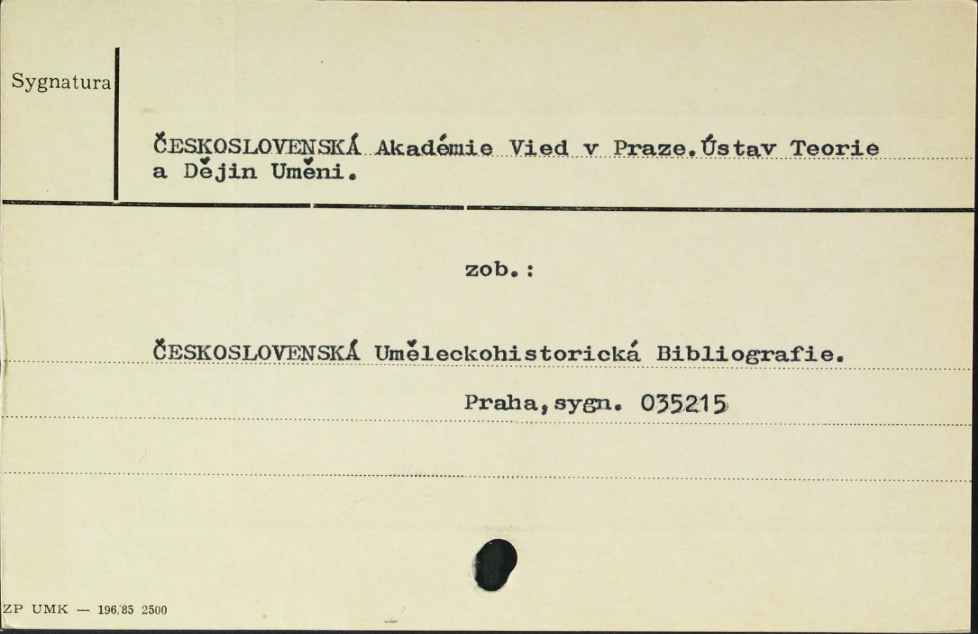 Sygnatura
ČESKOSLOVENSKÁ Akadémie Vied v Praze.Ústav Teorie
a Dějin Uměni.
zob.:
ČESKOSLOVENSKÁ Uměleckohistorická Bibliografie.
Praha,sygn. 035215
ZP UMK — 196/85 2500